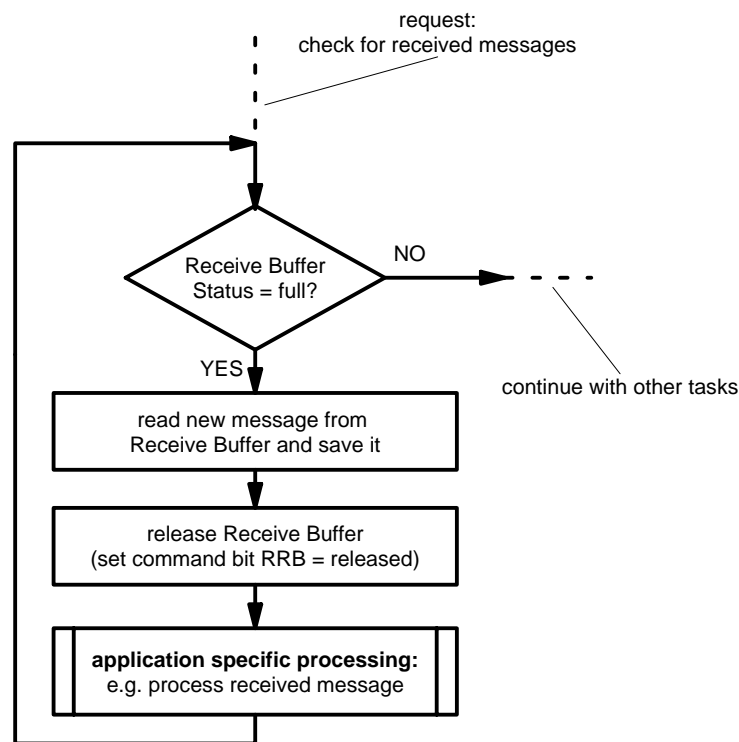 request:
check for received messages
Receive Buffer
Status = full?
NO
YES
continue with other tasks
read new message from
Receive Buffer and save it
release Receive Buffer
(set command bit RRB = released)
application specific processing:
e.g. process received message